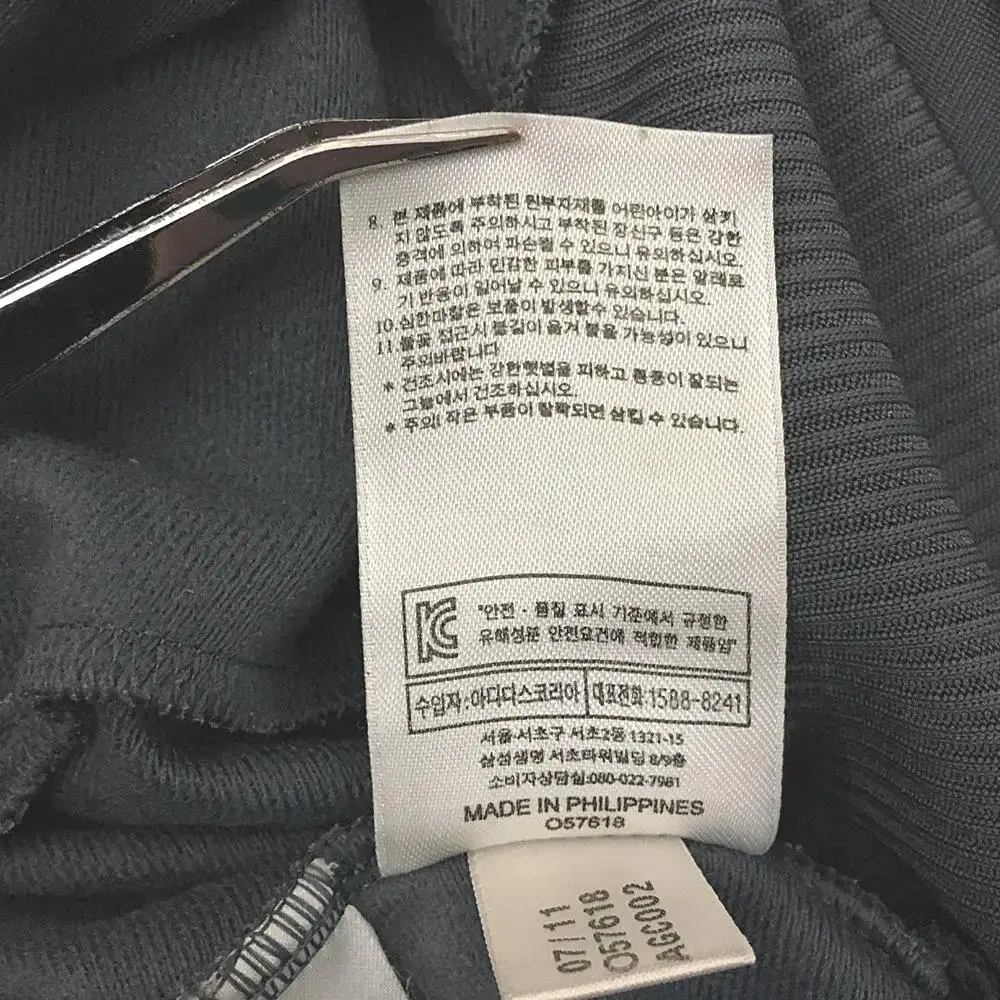 8. 본 제품에 부착된 원부자재를 어린아이가 삼키
지 않도록 주의하시고 부착된 장신구 등은 강한
충격에 의하여 파손될 수 있으니 유의하십시오.
9. 제품에 따라 민감한 피부를 가지신 분은 알레르
기 반응이 일어날 수 있으니 유의하십시오.
10. 심한마찰은 보풀이 발생할수 있습니다.
11. 불꽃 접근시 불길이 옮겨 붙을 가능성이 있으니
주의바랍니다
* 건조시에는 강한햇볕을 피하고 통풍이 잘되는
그늘에서 건조하십시오.
* 주의! 작은 부품이 탈락되면 삼킬 수 있습니다.
"안전·품질 표시 기준에서 규정한
유해성분 안전요건에 적합한 제품임"
수입자:아디다스코리아 대표전화:1588-8241
서울 서초구 서초2동 1321-15
삼성생명 서초타워빌딩 8/9층
소비자상담실:080-022-7981
MADE IN PHILIPPINES
O57618
07/11
O57618
AGC002